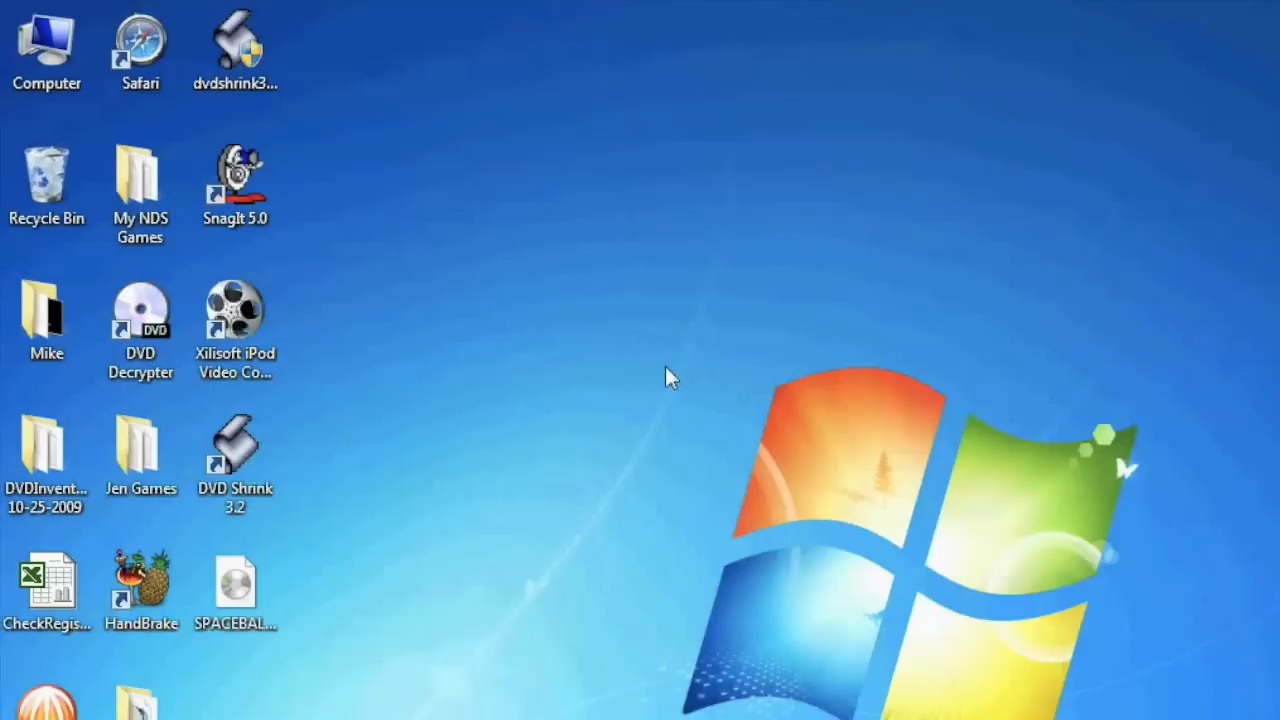 Computer
Safari
dvdshrink3...
Recycle Bin
My NDS
Games
SnagIt 5.0
Mike
DVD
DVD
Decrypter
Xilisoft iPod
Video Co...
DVDInvent...
10-25-2009
Jen Games
DVD Shrink
3.2
CheckRegis...
HandBrake
SPACEBAL...